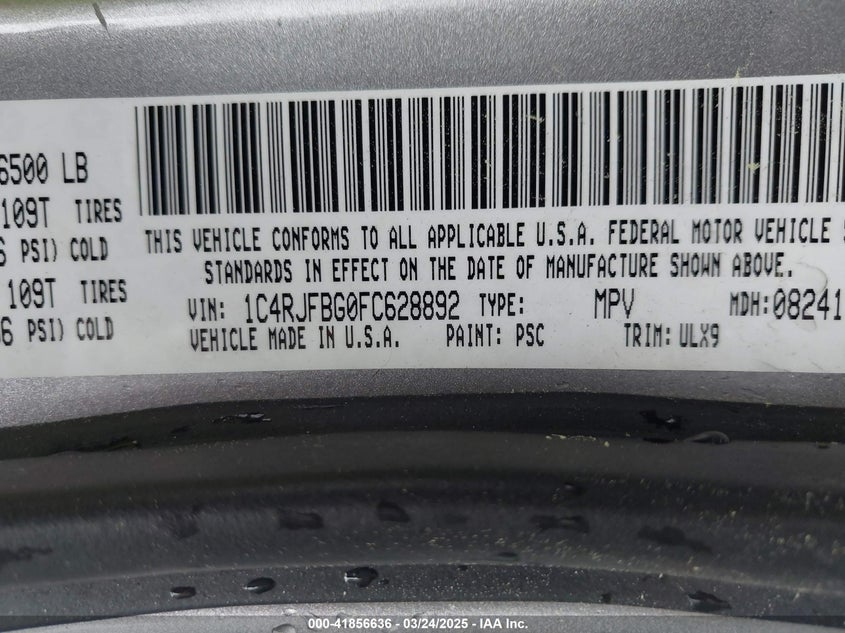 6500 LB
109T TIRES
PSI) COLD
109T TIRES
PSI) COLD
THIS VEHICLE CONFORMS TO ALL APPLICABLE U.S.A. FEDERAL MOTOR VEHICLE
STANDARDS IN EFFECT ON THE DATE OF MANUFACTURE SHOWN ABOVE.
VIN: 1C4RJFBG0FC628892 TYPE: MPV MDH: 08241
VEHICLE MADE IN U.S.A. PAINT: PSC TRIM: ULX9
000-41856636 - 03/24/2025 - IAA Inc.